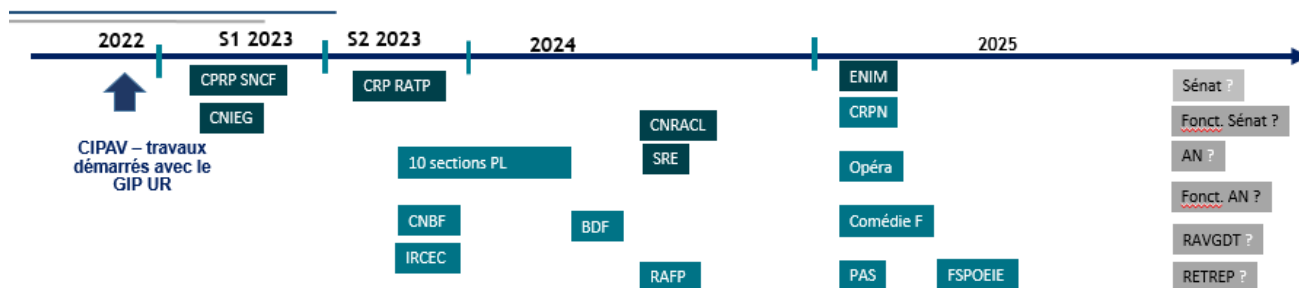 2022
S1 2023
S2 2023
2024
2025
CPRP SNCF
CRP RATP
ENIM
Sénat ?
CNIEG
CNRACL
CRPN
Fonct. Sénat ?
CIPAV – travaux
démarrés avec le
GIP UR
10 sections PL
SRE
Opéra
AN ?
Fonct. AN ?
CNBF
BDF
Comédie F
RAVGDT ?
IRCEC
RAFP
PAS
FSPOEIE
RETREP ?